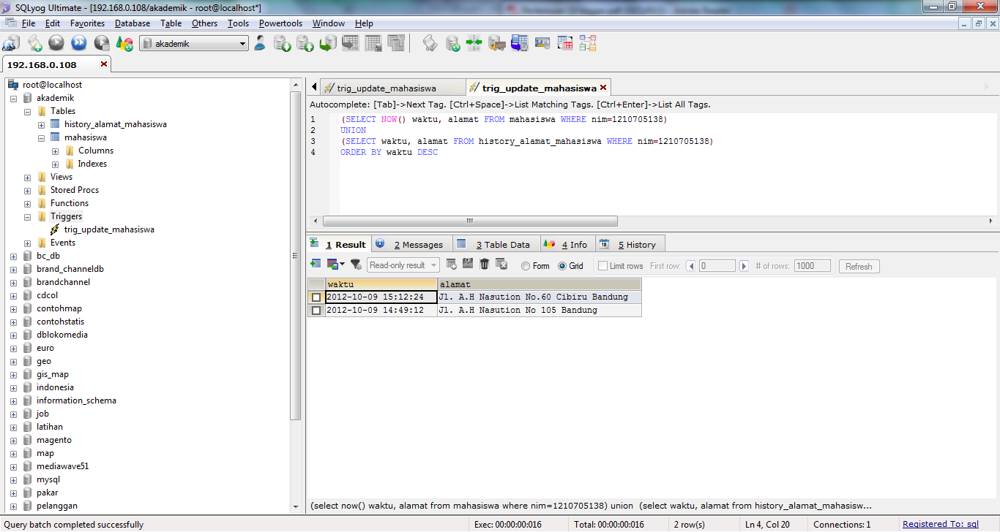 SQLyog Ultimate - [192.168.0.108/akademik - root@localhost*]
File Edit Favorites Database Table Others Tools Powertools Window Help
akademik
192.168.0.108
root@localhost
akademik
Tables
history_alamat_mahasiswa
mahasiswa
Columns
Indexes
Views
Stored Procs
Functions
Triggers
trig_update_mahasiswa
Events
bc_db
brand_channeldb
brandchannel
cdcol
contohmap
contohstatis
dblokomedia
euro
geo
gis_map
indonesia
information_schema
job
latihan
magento
map
mediawave51
mysql
pakar
pelanggan
trig_update_mahasiswa trig_update_mahasiswa
Autocomplete: [Tab]->Next Tag. [Ctrl+Space]->List Matching Tags. [Ctrl+Enter]->List All Tags.
1 (SELECT NOW() waktu, alamat FROM mahasiswa WHERE nim=1210705138)
2 UNION
3 (SELECT waktu, alamat FROM history_alamat_mahasiswa WHERE nim=1210705138)
4 ORDER BY waktu DESC
1 Result 2 Messages 3 Table Data 4 Info 18 5 History
Read-only result Form Grid Limit rows First row: 0 # of rows: 1000 Refresh
waktu alamat
2012-10-09 15:12:24 Jl. A.H Nasution No.60 Cibiru Bandung
2012-10-09 14:49:12 Jl. A.H Nasution No 105 Bandung
(select now() waktu, alamat from mahasiswa where nim=1210705138) union (select waktu, alamat from history_alamat_mahasisw...
Query batch completed successfully Exec: 00:00:00:016 Total: 00:00:00:016 2 row(s) Ln 4, Col 20 Connections: 1 Registered To: sql